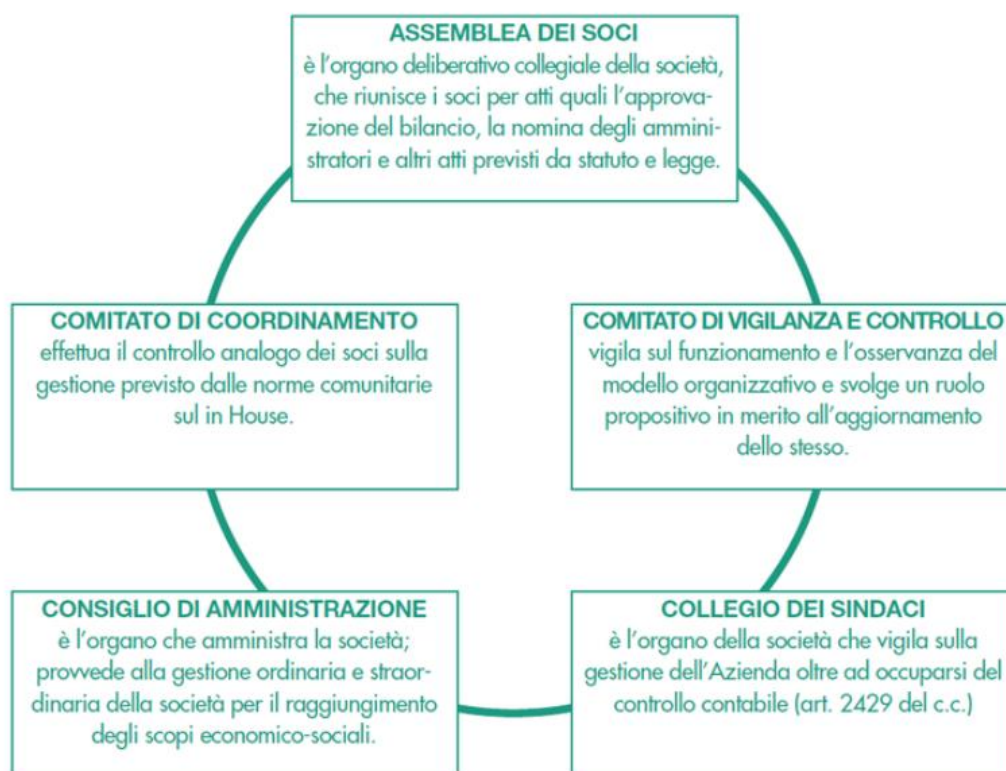 ASSEMBLEA DEI SOCI
è l'organo deliberativo collegiale della società,
che riunisce i soci per atti quali l'approva-
zione del bilancio, la nomina degli ammini-
stratori e altri atti previsti da statuto e legge.
COMITATO DI COORDINAMENTO
effettua il controllo analogo dei soci sulla
gestione previsto dalle norme comunitarie
sul in House.
COMITATO DI VIGILANZA E CONTROLLO
vigila sul funzionamento e l'osservanza del
modello organizzativo e svolge un ruolo
propositivo in merito all'aggiornamento
dello stesso.
CONSIGLIO DI AMMINISTRAZIONE
è l'organo che amministra la società;
provvede alla gestione ordinaria e straor-
dinaria della società per il raggiungimento
degli scopi economico-sociali.
COLLEGIO DEI SINDACI
è l'organo della società che vigila sulla
gestione dell'Azienda oltre ad occuparsi del
controllo contabile (art. 2429 del c.c.)